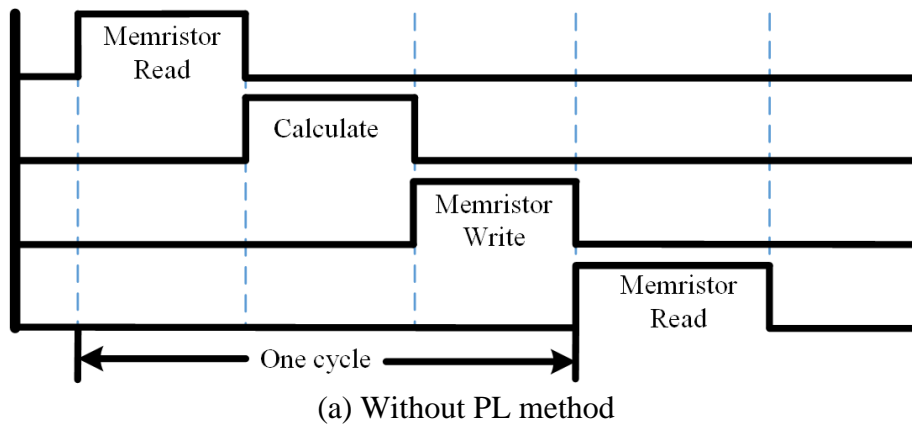 Memristor
Read
Calculate
Memristor
Write
Memristor
Read
One cycle
(a) Without PL method